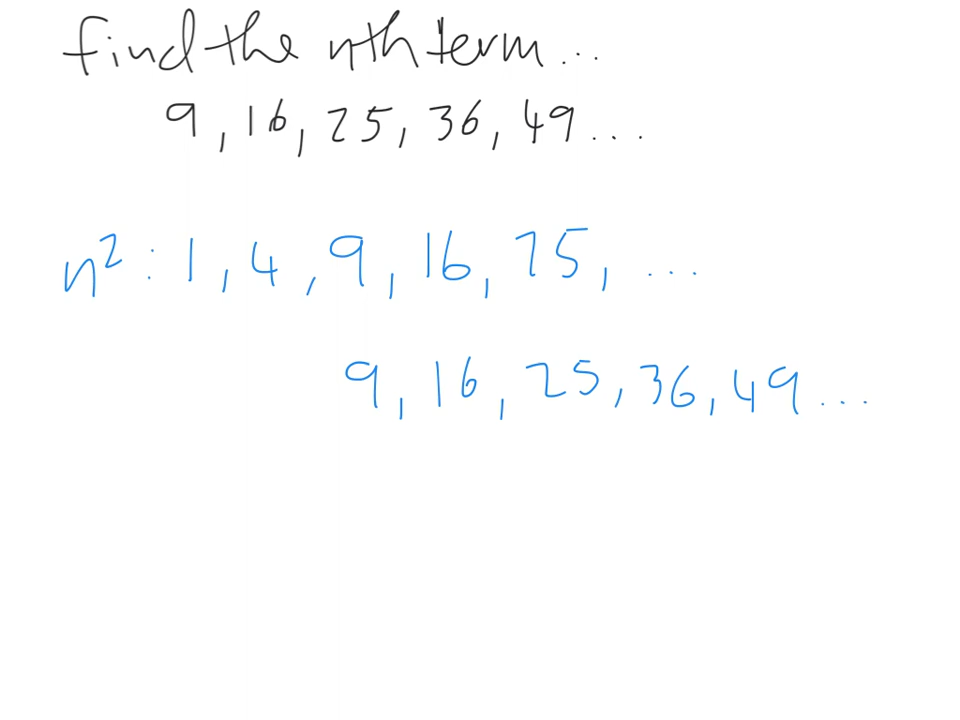 find the nth term...
9, 16, 25, 36, 49...
n²: 1, 4, 9, 16, 25, ...
9, 16, 25, 36, 49...